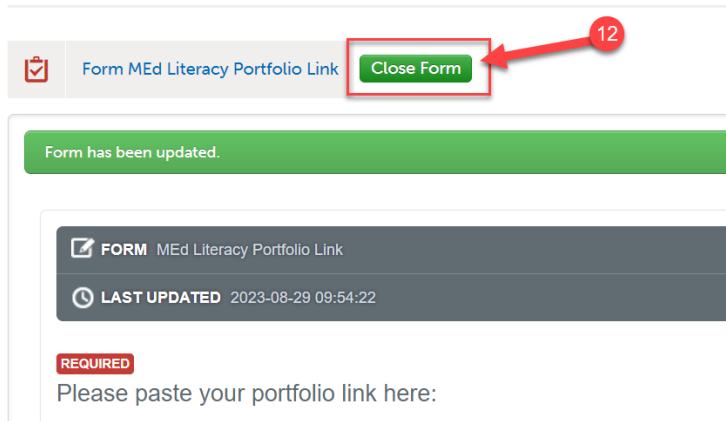 12
Form MEd Literacy Portfolio Link Close Form
Form has been updated.
FORM MEd Literacy Portfolio Link
LAST UPDATED 2023-08-29 09:54:22
REQUIRED
Please paste your portfolio link here: